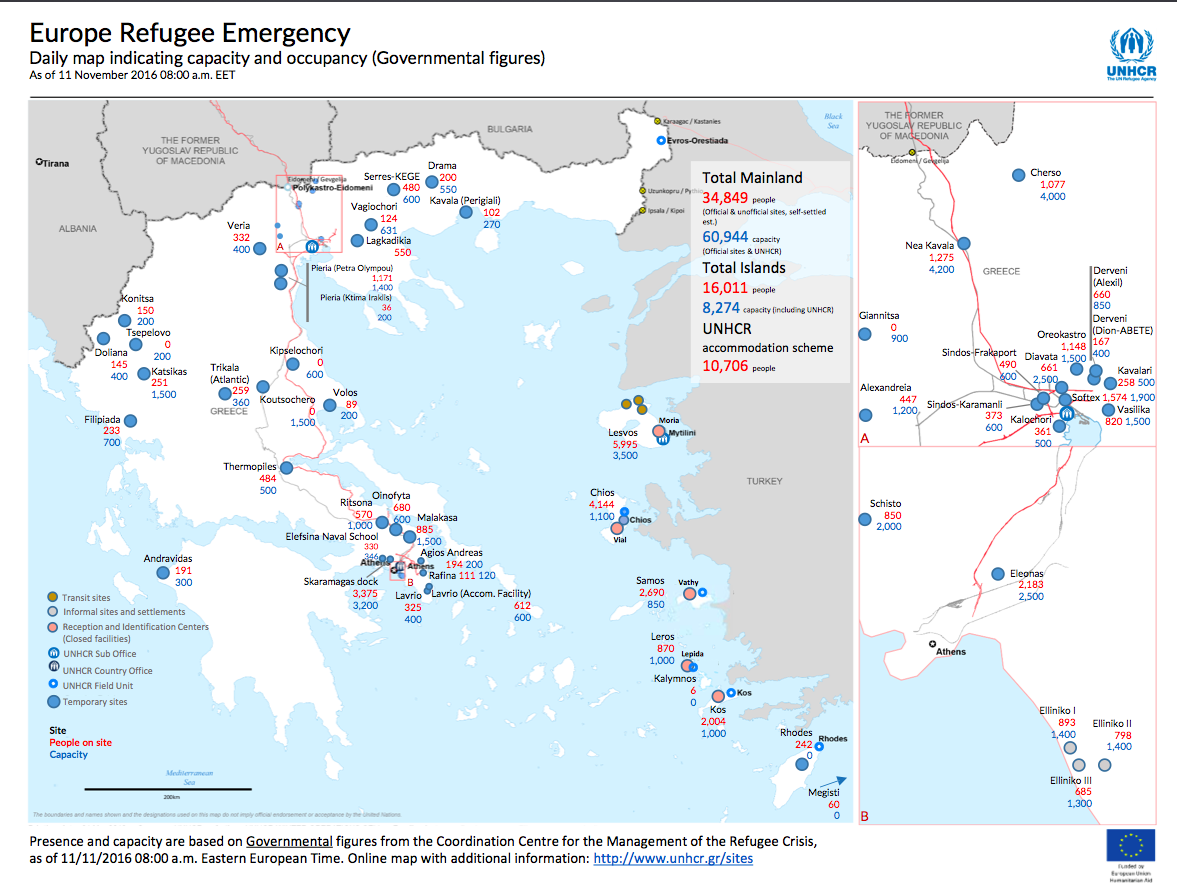 Europe Refugee Emergency
Daily map indicating capacity and occupancy (Governmental figures)
As of 11 November 2016 08:00 a.m. EET
UNHCR
The UN Refugee Agency
THE FORMER
YUGOSLAV REPUBLIC
OF MACEDONIA
BULGARIA
Black
Sea
Tirana
ALBANIA
Karaagac / Kastanies
Evros-Orestiada
Uzunkopru / Pythio
Ipsala / Kipoi
Eidomeni / Gevgelija
Polykastro-Eidomeni
A
Drama
200
550
Serres-KEGE
480
600
Kavala (Perigiali)
102
270
Vagiochori
124
631
Lagkadikia
550
Veria
332
400
Pieria (Petra Olympou)
1,171
1,400
Pieria (Ktima Iraklis)
36
200
Konitsa
150
200
Tsepelovo
0
200
Doliana
145
400
Katsikas
251
1,500
Kipselochori
0
600
Trikala
(Atlantic)
259
360
GREECE
Koutsochero
0
1,500
Volos
89
200
Filipiada
233
700
Thermopiles
484
500
Ritsona
570
1,000
Oinofyta
680
600
Malakasa
885
1,500
Elefsina Naval School
330
346
Athens
Athens
B
Agios Andreas
194 200
Rafina 111 120
Skaramagas dock
3,375
3,200
Lavrio
325
400
Lavrio (Accom. Facility)
612
600
Andravidas
191
300
Total Mainland
34,849 people
(Official & unofficial sites, self-settled
est.)
60,944 capacity
(Official sites & UNHCR)
Total Islands
16,011 people
8,274 capacity (including UNHCR)
UNHCR
accommodation scheme
10,706 people
Lesvos
5,995
3,500
Moria
Mytilini
TURKEY
Chios
4,144
1,100
Chios
Vial
Samos
2,690
850
Vathy
Leros
870
1,000
Lepida
Kalymnos
6
0
Kos
Kos
2,004
1,000
Rhodes
242
0
Rhodes
Megisti
60
0
Transit sites
Informal sites and settlements
Reception and Identification Centers
(Closed facilities)
UNHCR Sub Office
UNHCR Country Office
UNHCR Field Unit
Temporary sites
Site
People on site
Capacity
Mediterranean
Sea
200km
The boundaries and names shown and the designations used on this map do not imply official endorsement or acceptance by the United Nations.
THE FORMER
YUGOSLAV REPUBLIC
OF MACEDONIA
Eidomeni / Gevgelija
Cherso
1,077
4,000
Nea Kavala
1,275
4,200
GREECE
Derveni
(Alexil)
660
850
Derveni
(Dion-ABETE)
167
400
Giannitsa
0
900
Oreokastro
1,148
1,500
Sindos-Frakaport
490
600
Diavata
661
2,500
Kavalari
258 500
Alexandreia
447
1,200
Sindos-Karamanli
373
600
Softex 1,574 1,900
Vasilika
820 1,500
Kalochori
361
500
A
Schisto
850
2,000
Eleonas
2,183
2,500
Athens
Elliniko I
893
1,400
Elliniko II
798
1,400
Elliniko III
685
1,300
B
Presence and capacity are based on Governmental figures from the Coordination Centre for the Management of the Refugee Crisis,
as of 11/11/2016 08:00 a.m. Eastern European Time. Online map with additional information: http://www.unhcr.gr/sites
Funded by
European Union
Humanitarian Aid